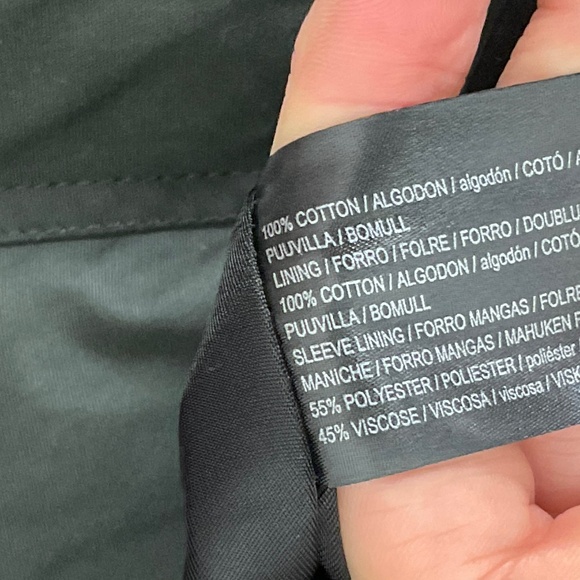 100% COTTON / ALGODON / algodón / COTÓ /
PUUVILLA / BOMULL
LINING / FORRO / FOLRE / FORRO / DOUBLU
100% COTTON / ALGODON / algodón / COTÓ
PUUVILLA / BOMULL
SLEEVE LINING / FORRO MANGAS / FOLRE
MANICHE / FORRO MANGAS / MAHUKEN
55% POLYESTER / POLIESTER / poliéster
45% VISCOSE / VISCOSA / viscosa / VISK